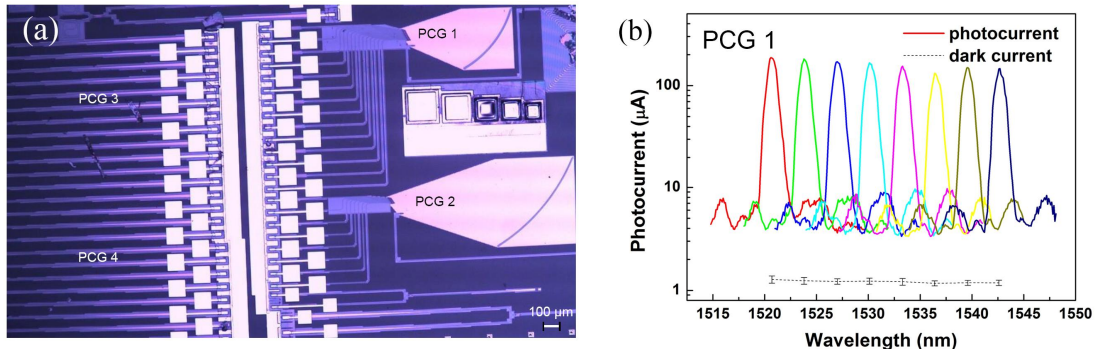 (a)
PCG 1
PCG 3
PCG 2
PCG 4
100 µm
(b)
PCG 1
photocurrent
dark current
Photocurrent (µA)
100
10
1
1515 1520 1525 1530 1535 1540 1545 1550
Wavelength (nm)